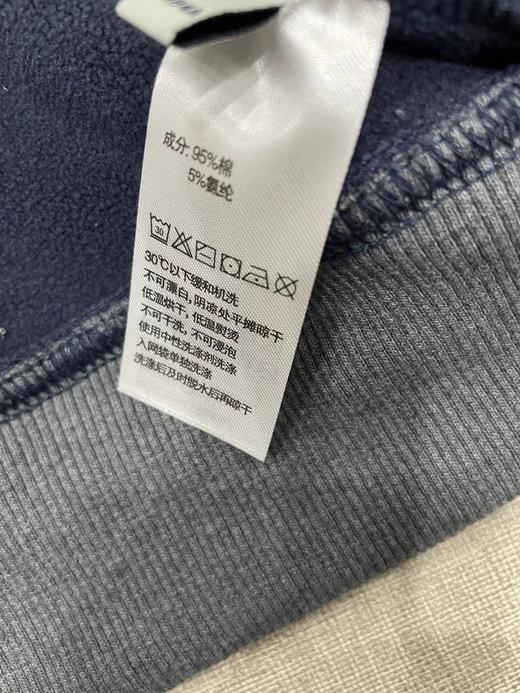 成分: 95%棉
5%氨纶
30
30℃以下缓和机洗
不可漂白, 阴凉处平摊晾干
低温烘干, 低温熨烫
不可干洗, 不可浸泡
使用中性洗涤剂洗涤
入网袋单独洗涤
洗涤后及时脱水后再晾干